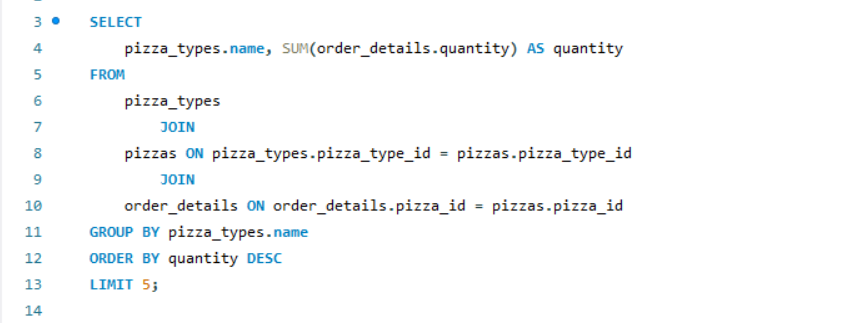 3 SELECT
4 pizza_types.name, SUM(order_details.quantity) AS quantity
5 FROM
6 pizza_types
7 JOIN
8 pizzas ON pizza_types.pizza_type_id = pizzas.pizza_type_id
9 JOIN
10 order_details ON order_details.pizza_id = pizzas.pizza_id
11 GROUP BY pizza_types.name
12 ORDER BY quantity DESC
13 LIMIT 5;
14